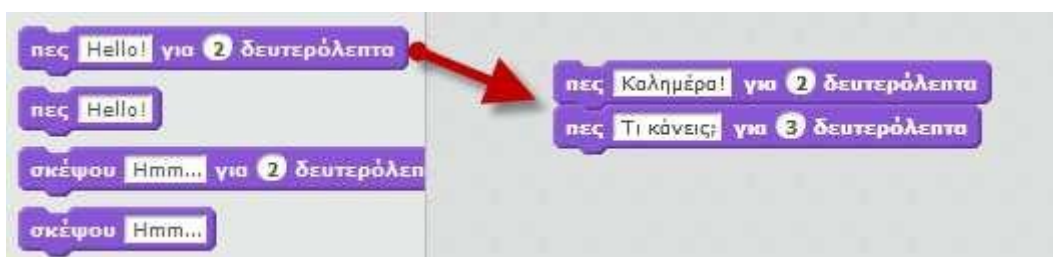 πες Hello! για 2 δευτερόλεπτα
πες Hello!
σκέψου Hmm... για 2 δευτερόλεπ
σκέψου Hmm...
πες Καλημέρα! για 2 δευτερόλεπτα
πες Τι κάνεις; για 3 δευτερόλεπτα